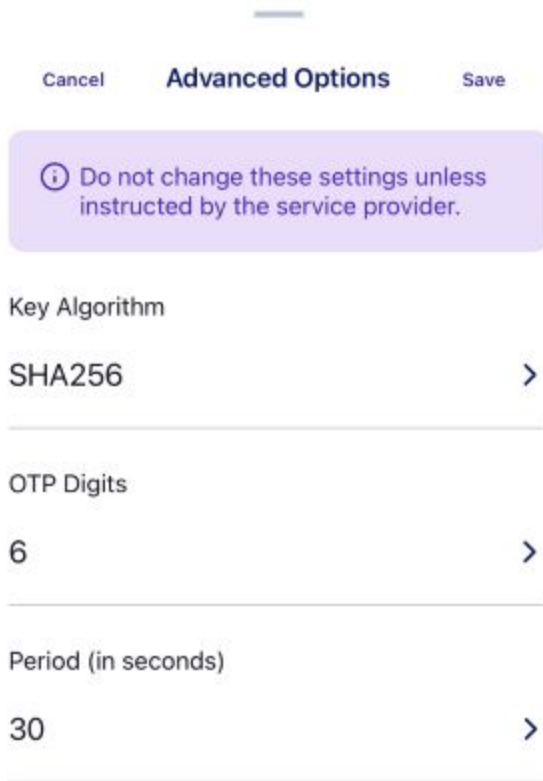 Cancel Advanced Options Save
Do not change these settings unless
instructed by the service provider.
Key Algorithm
SHA256
OTP Digits
6
Period (in seconds)
30